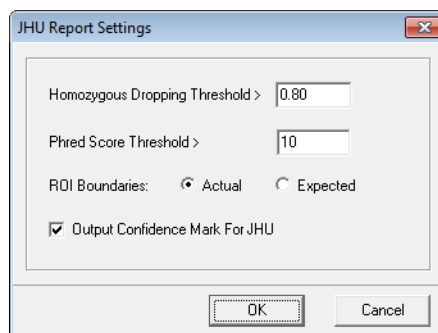 JHU Report Settings
Homozygous Dropping Threshold > 0.80
Phred Score Threshold > 10
ROI Boundaries: Actual Expected
Output Confidence Mark For JHU
OK Cancel